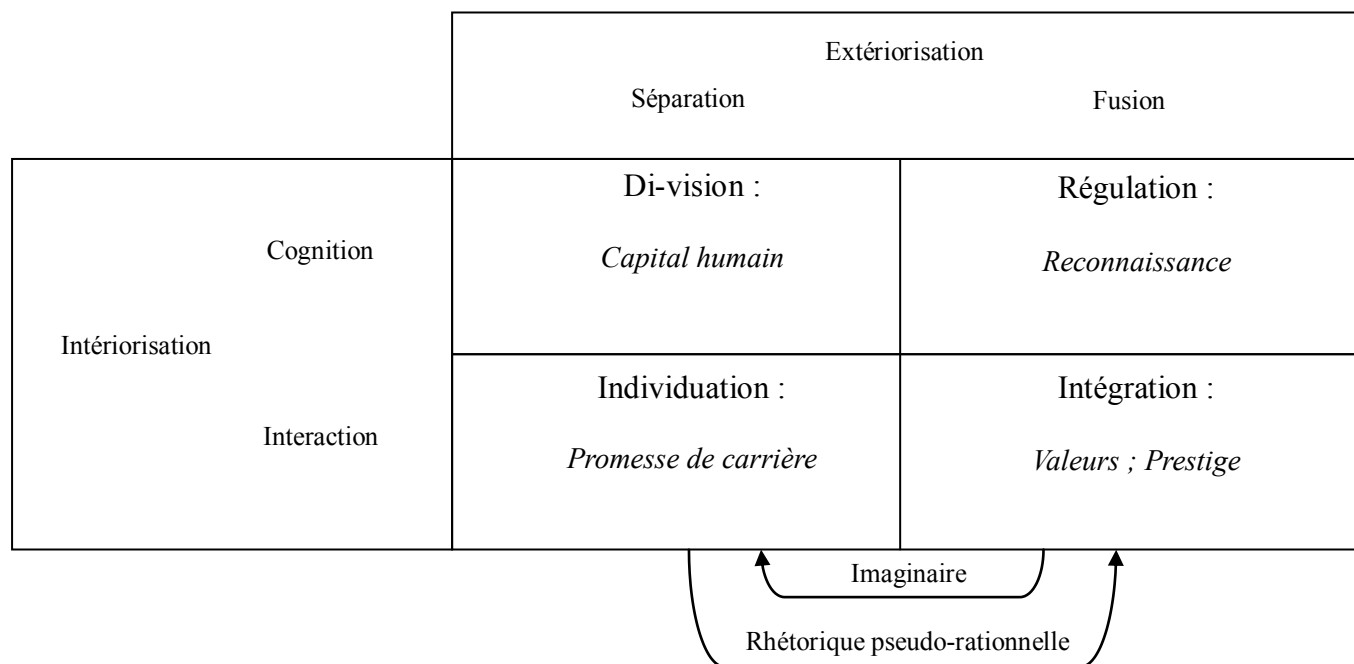 Extériorisation
Séparation Fusion
Di-vision : Régulation :
Cognition
Capital humain Reconnaissance
Intériorisation
Individuation : Intégration :
Interaction
Promesse de carrière Valeurs ; Prestige
Imaginaire
Rhétorique pseudo-rationnelle